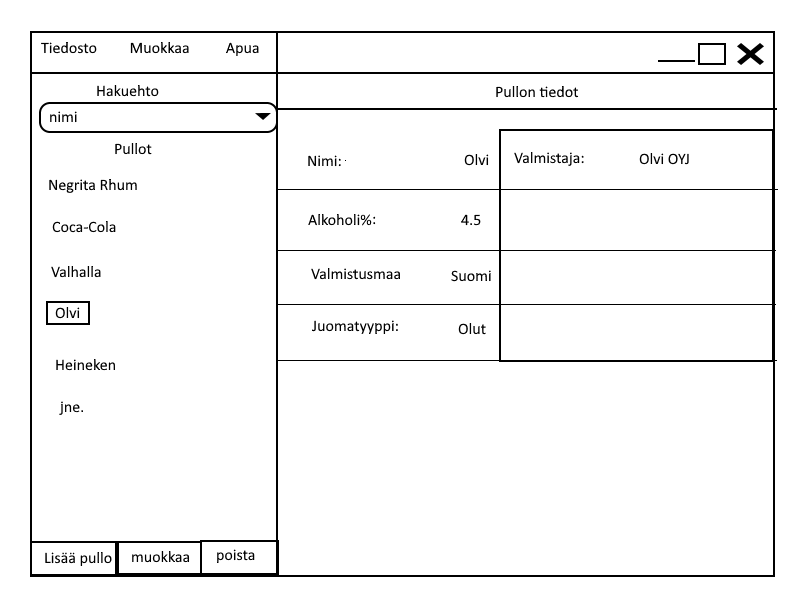 Tiedosto Muokkaa Apua
Hakuehto
nimi
Pullot
Negrita Rhum
Coca-Cola
Valhalla
Olvi
Heineken
jne.
Lisää pullo muokkaa poista
Pullon tiedot
Nimi: Olvi Valmistaja: Olvi OYJ
Alkoholi%: 4.5
Valmistusmaa Suomi
Juomatyyppi: Olut